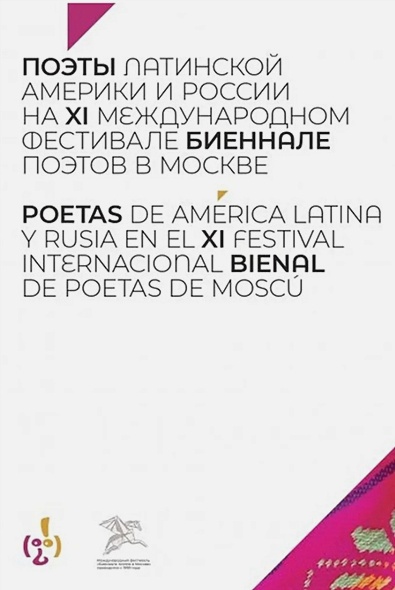 ПОЭТЫ ЛАТИНСКОЙ
АМЕРИКИ И РОССИИ
НА XI МЕЖДУНАРОДНОМ
ФЕСТИВАЛЕ БИЕННАЛЕ
ПОЭТОВ В МОСКВЕ
POETAS DE AMÉRICA LATINA
Y RUSIA EN EL XI FESTIVAL
INTERNACIONAL BIENAL
DE POETAS DE MOSCÚ